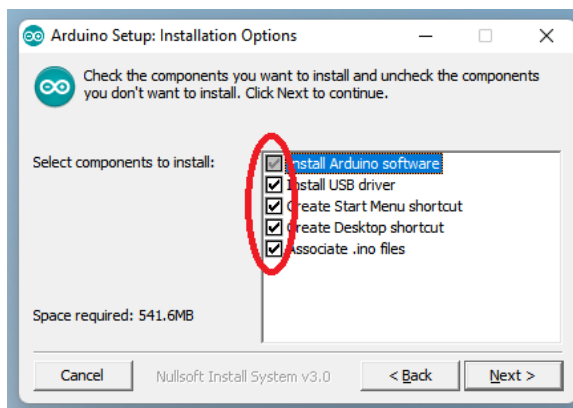 Arduino Setup: Installation Options
Check the components you want to install and uncheck the components
you don't want to install. Click Next to continue.
Select components to install:
Install Arduino software
Install USB driver
Create Start Menu shortcut
Create Desktop shortcut
Associate .ino files
Space required: 541.6MB
Cancel
Nullsoft Install System v3.0
< Back
Next >